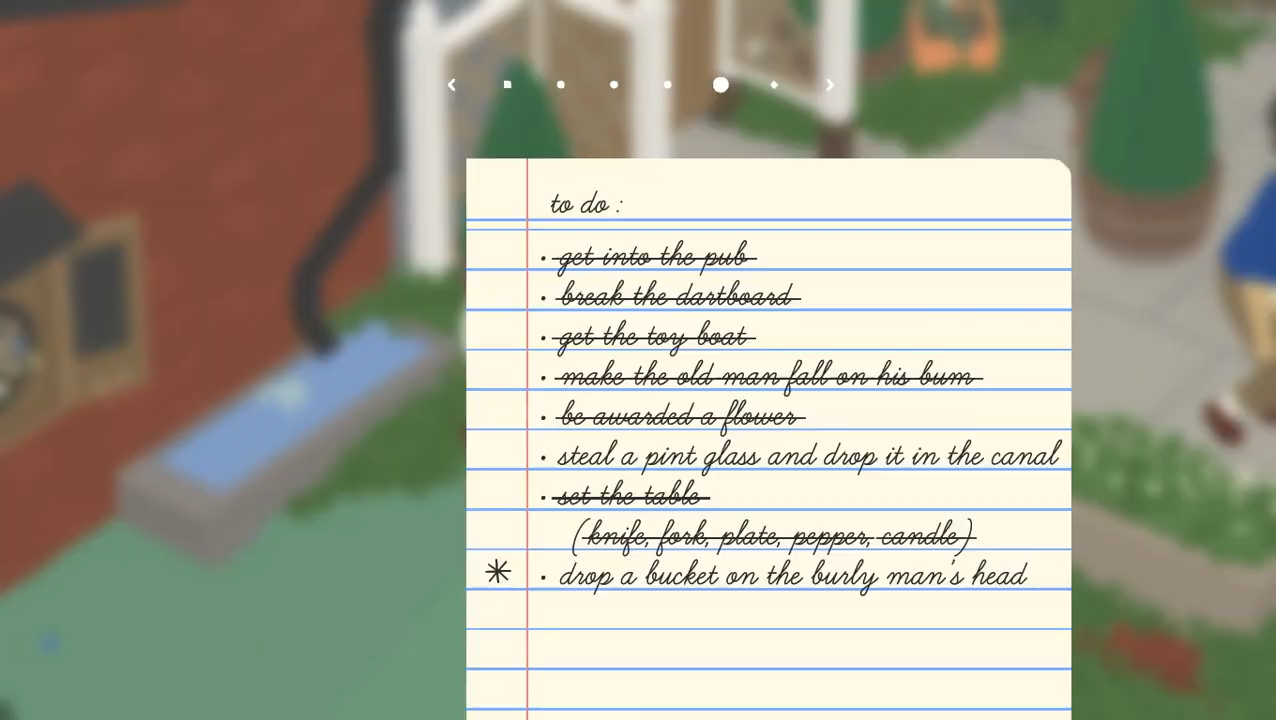 to do :
• get into the pub
• break the dartboard
• get the toy boat
• make the old man fall on his bum
• be awarded a flower
• steal a pint glass and drop it in the canal
• set the table
(knife, fork, plate, pepper, candle)
* • drop a bucket on the burly man's head